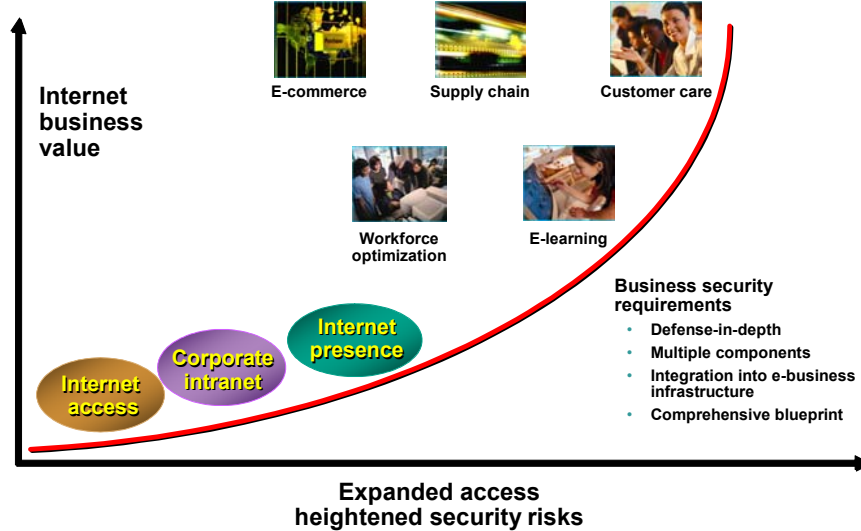 Internet
business
value
E-commerce
Supply chain
Customer care
Workforce
optimization
E-learning
Internet
access
Corporate
intranet
Internet
presence
Business security
requirements
• Defense-in-depth
• Multiple components
• Integration into e-business
infrastructure
• Comprehensive blueprint
Expanded access
heightened security risks